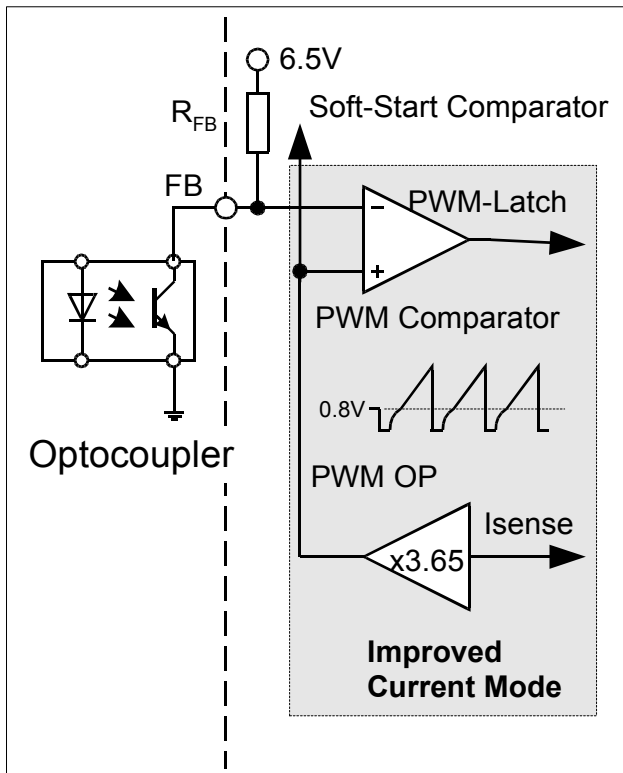 6.5V
R_FB
Soft-Start Comparator
FB
PWM-Latch
−
+
PWM Comparator
0.8V
Optocoupler
PWM OP
Isense
x3.65
Improved
Current Mode